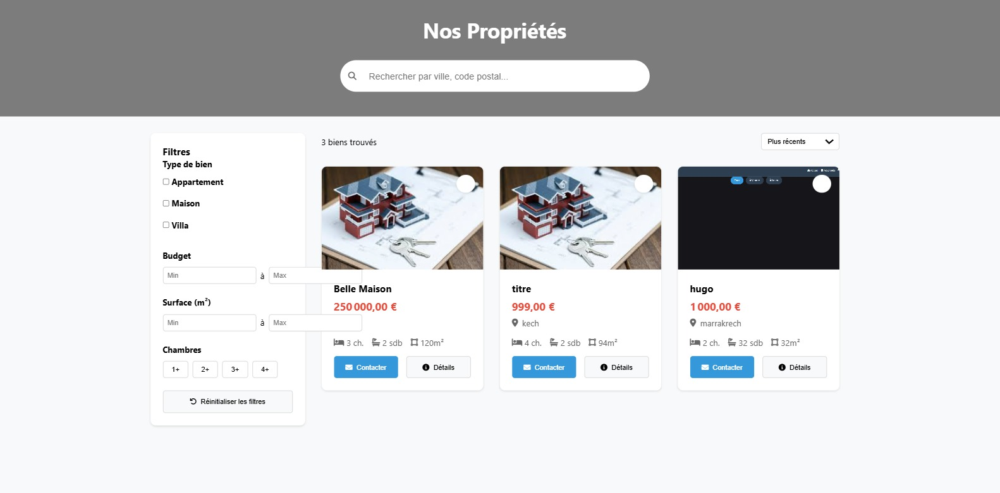 Nos Propriétés
Rechercher par ville, code postal...
Filtres
Type de bien
Appartement
Maison
Villa
Budget
Min à Max
Surface (m²)
Min à Max
Chambres
1+ 2+ 3+ 4+
Réinitialiser les filtres
3 biens trouvés
Plus récents
Belle Maison
250 000,00 €
3 ch. 2 sdb 120m²
Contacter Détails
titre
999,00 €
kech
4 ch. 2 sdb 94m²
Contacter Détails
hugo
1 000,00 €
marrakrech
2 ch. 32 sdb 32m²
Contacter Détails